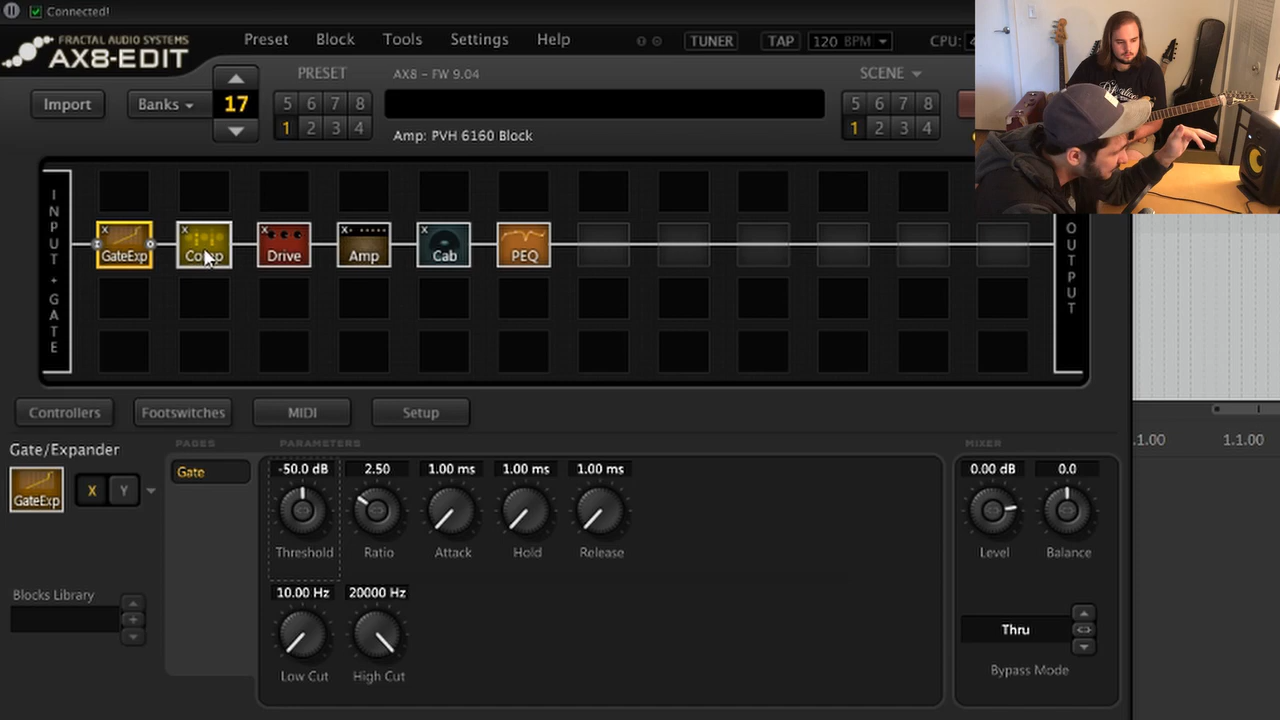 Connected!
FRACTAL AUDIO SYSTEMS
AX8-EDIT
Preset Block Tools Settings Help
TUNER TAP 120 BPM CPU:
Import Banks 17
PRESET
5 6 7 8
1 2 3 4
AX8 – FW 9.04
Amp: PVH 6160 Block
SCENE
5 6 7 8
1 2 3 4
INPUT + GATE
X GateExp
X Comp
X Drive
X Amp
X Cab
X PEQ
OUTPUT
Controllers Footswitches MIDI Setup
Gate/Expander
GateExp X Y
Blocks Library
PAGES
Gate
PARAMETERS
-50.0 dB 2.50 1.00 ms 1.00 ms 1.00 ms
Threshold Ratio Attack Hold Release
10.00 Hz 20000 Hz
Low Cut High Cut
MIXER
0.00 dB 0.0
Level Balance
Thru
Bypass Mode
.1.00 1.1.00